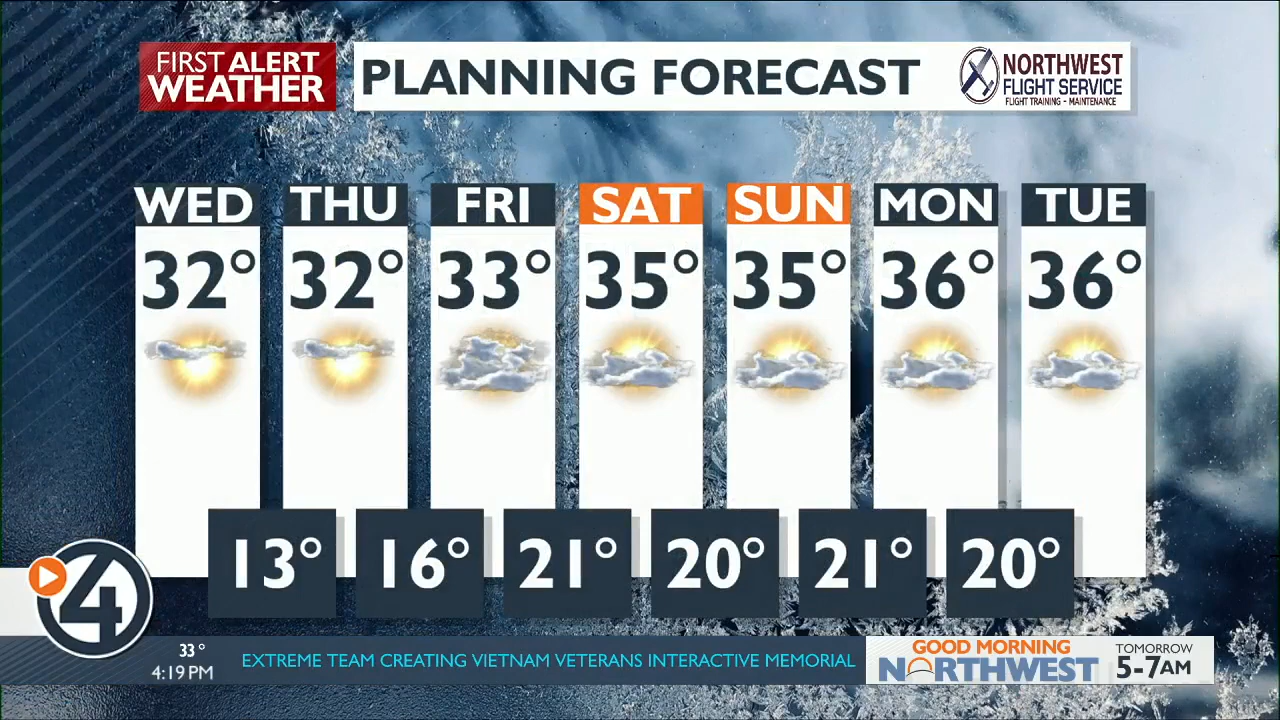 FIRST ALERT
WEATHER
PLANNING FORECAST
NORTHWEST
FLIGHT SERVICE
FLIGHT TRAINING - MAINTENANCE
WED THU FRI SAT SUN MON TUE
32° 32° 33° 35° 35° 36° 36°
13° 16° 21° 20° 21° 20°
4
33°
4:19 PM
EXTREME TEAM CREATING VIETNAM VETERANS INTERACTIVE MEMORIAL
GOOD MORNING
NORTHWEST
TOMORROW
5-7AM